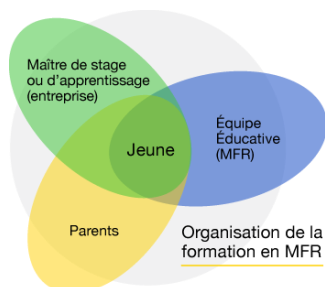 Maître de stage
ou d'apprentissage
(entreprise)
Jeune
Équipe
Éducative
(MFR)
Parents
Organisation de la
formation en MFR